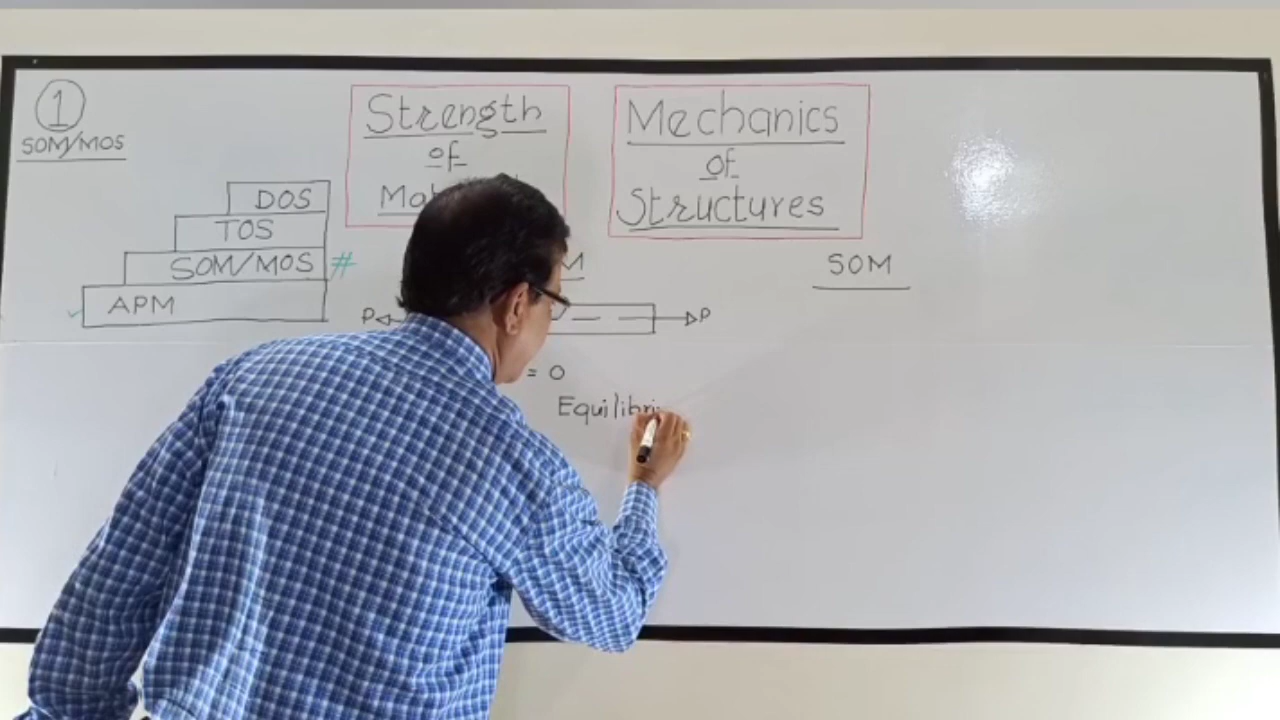 1
SOM/MOS
Strength
of
Mechanics
of
Structures
DOS
TOS
SOM/MOS #
APM
SOM
P P
= 0
Equilibri